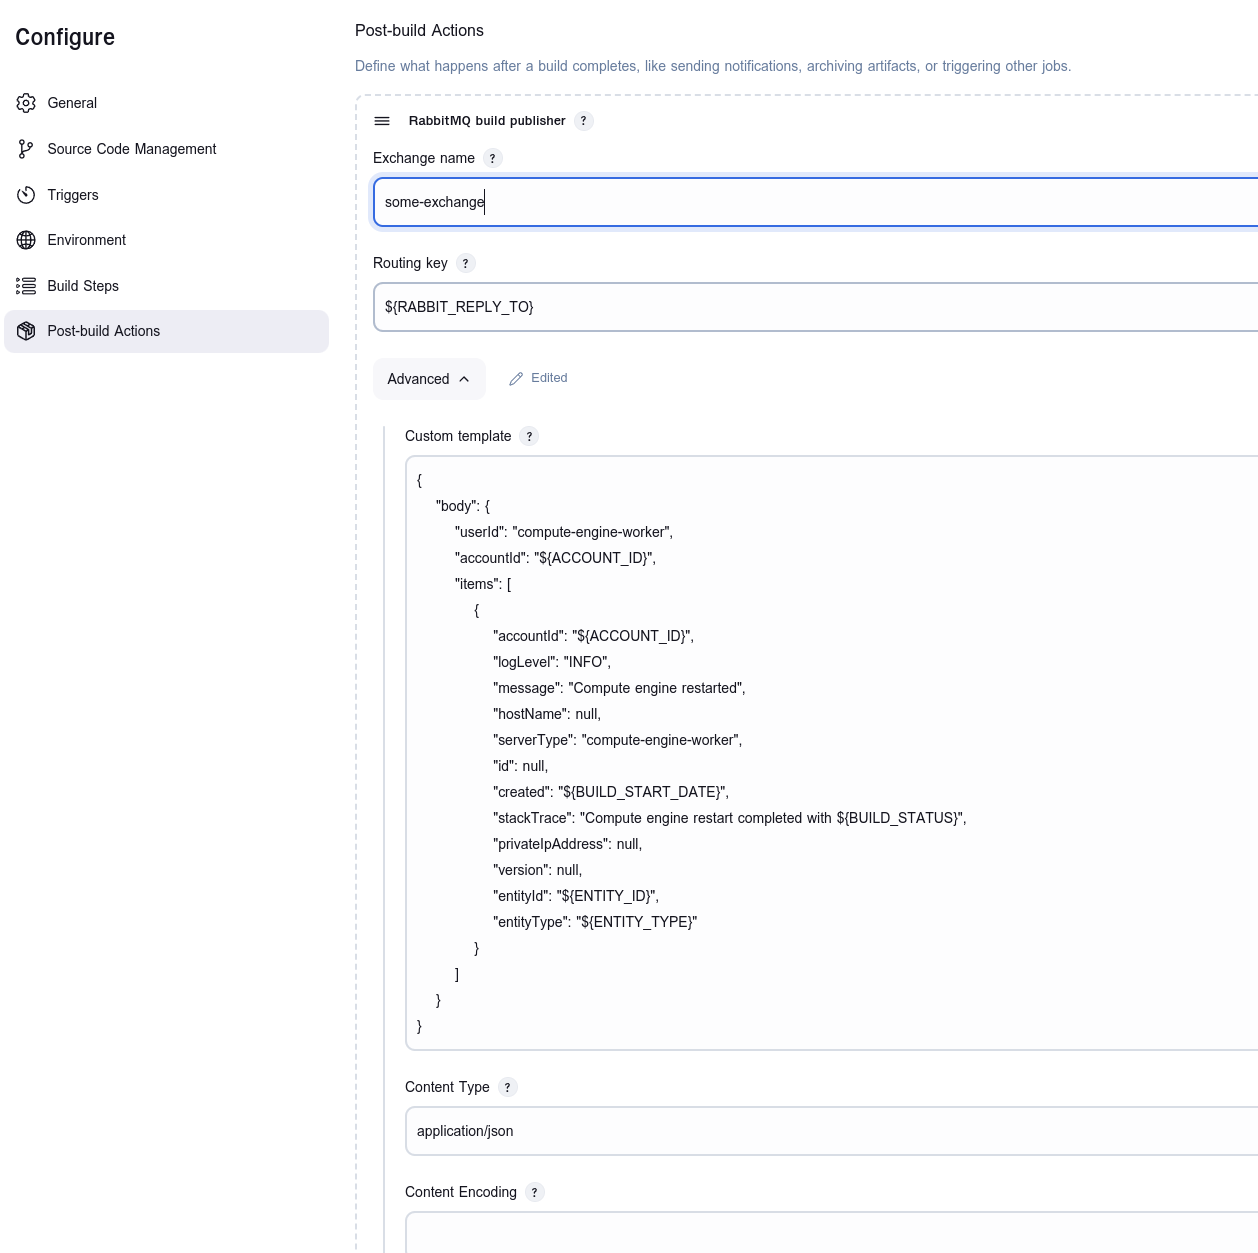 Configure
General
Source Code Management
Triggers
Environment
Build Steps
Post-build Actions
Post-build Actions
Define what happens after a build completes, like sending notifications, archiving artifacts, or triggering other jobs.
RabbitMQ build publisher ?
Exchange name ?
some-exchange
Routing key ?
${RABBIT_REPLY_TO}
Advanced
Edited
Custom template ?
{
"body": {
"userId": "compute-engine-worker",
"accountId": "${ACCOUNT_ID}",
"items": [
{
"accountId": "${ACCOUNT_ID}",
"logLevel": "INFO",
"message": "Compute engine restarted",
"hostName": null,
"serverType": "compute-engine-worker",
"id": null,
"created": "${BUILD_START_DATE}",
"stackTrace": "Compute engine restart completed with ${BUILD_STATUS}",
"privateIpAddress": null,
"version": null,
"entityId": "${ENTITY_ID}",
"entityType": "${ENTITY_TYPE}"
}
]
}
}
Content Type ?
application/json
Content Encoding ?